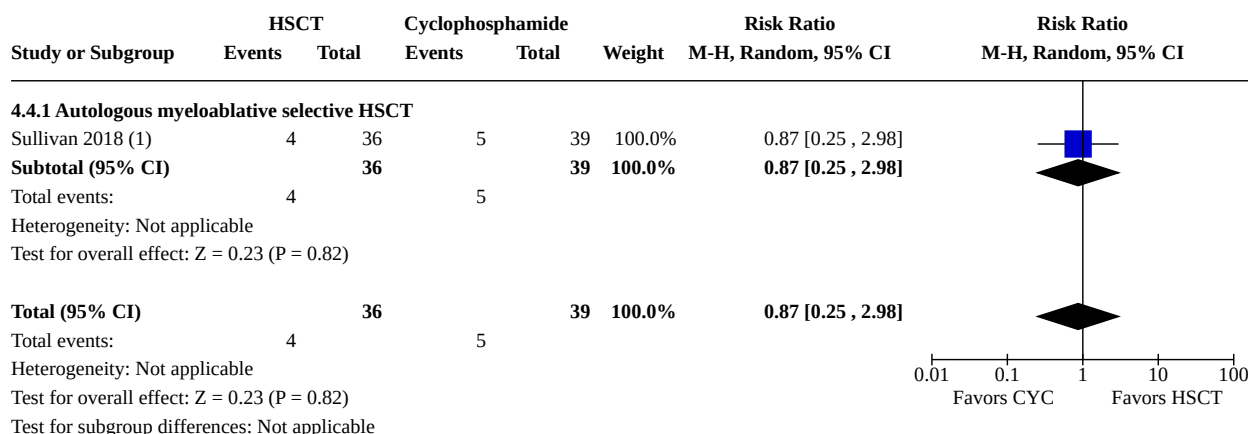 HSCT Cyclophosphamide Risk Ratio Risk Ratio
Study or Subgroup Events Total Events Total Weight M-H, Random, 95% CI M-H, Random, 95% CI
4.4.1 Autologous myeloablative selective HSCT
Sullivan 2018 (1) 4 36 5 39 100.0% 0.87 [0.25 , 2.98]
Subtotal (95% CI) 36 39 100.0% 0.87 [0.25 , 2.98]
Total events: 4 5
Heterogeneity: Not applicable
Test for overall effect: Z = 0.23 (P = 0.82)
Total (95% CI) 36 39 100.0% 0.87 [0.25 , 2.98]
Total events: 4 5
Heterogeneity: Not applicable
0.01 0.1 1 10 100
Test for overall effect: Z = 0.23 (P = 0.82) Favors CYC Favors HSCT
Test for subgroup differences: Not applicable